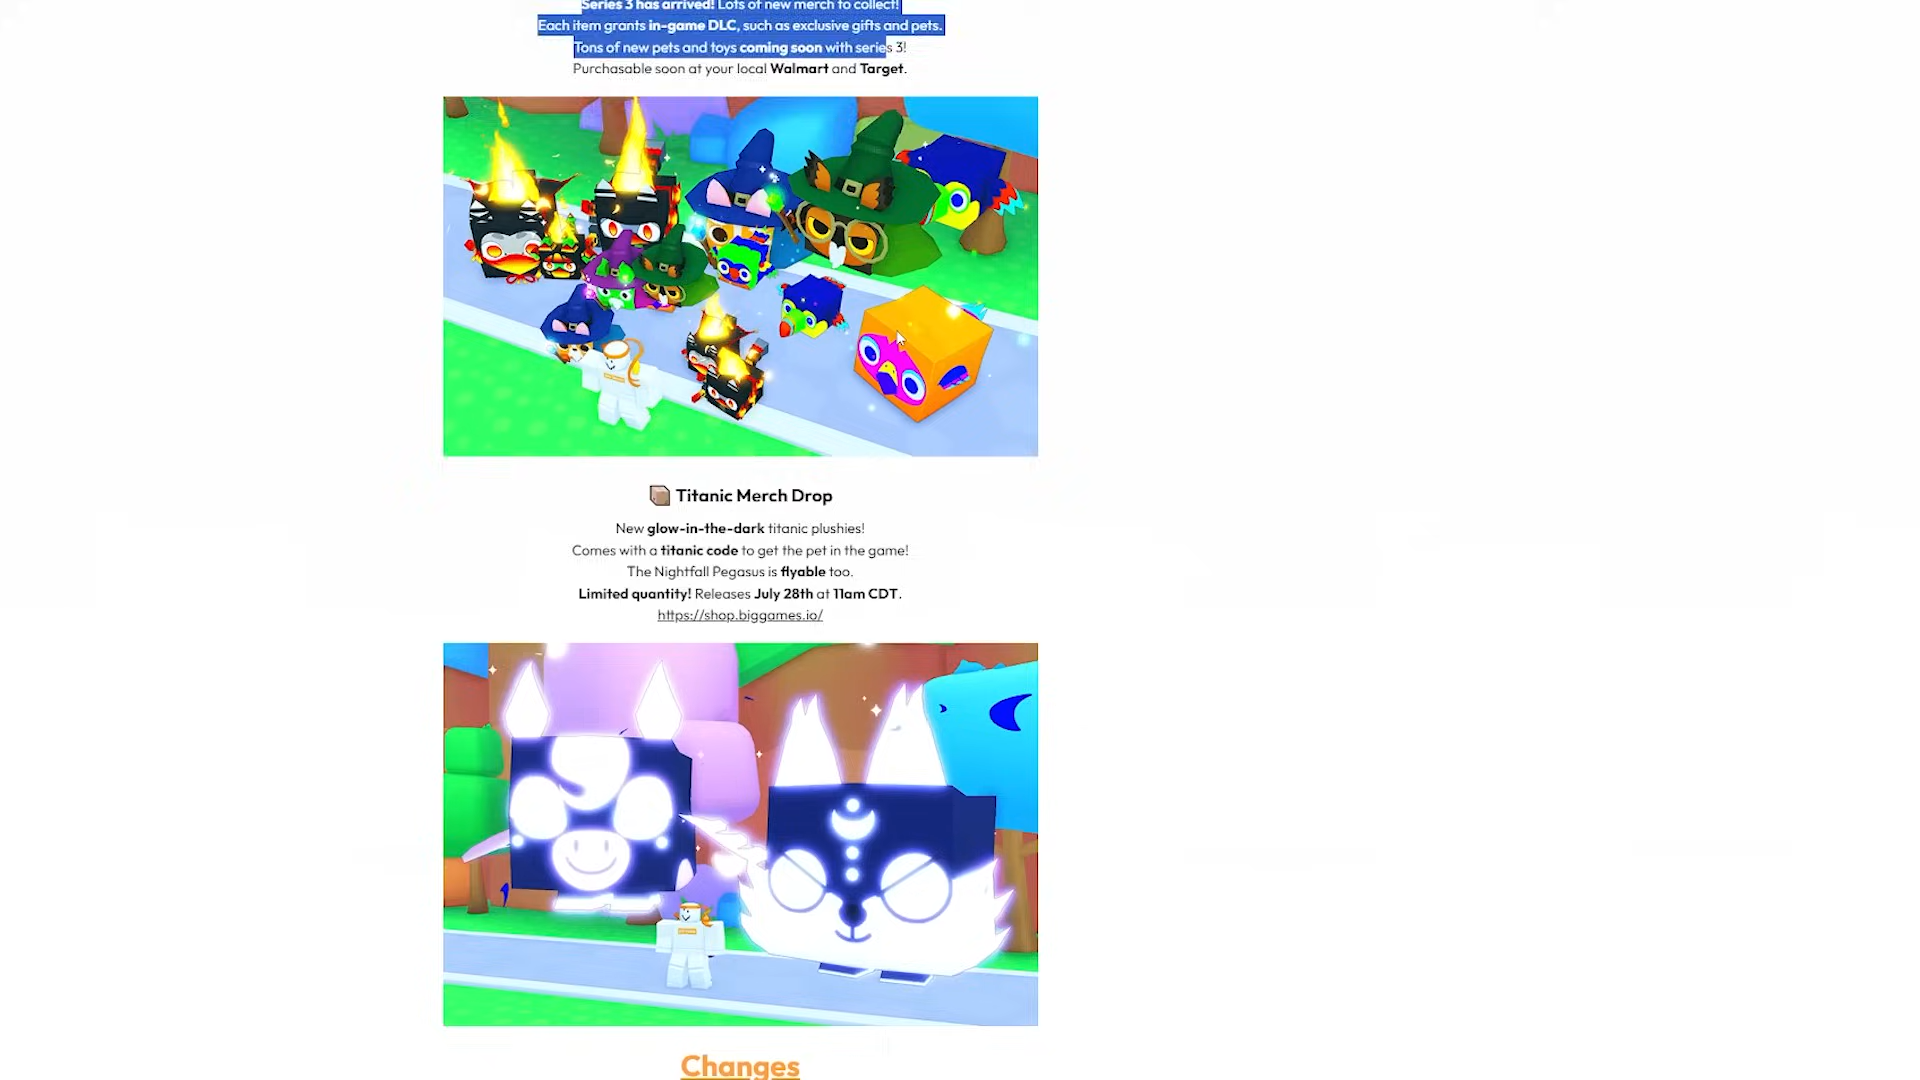 Series 3 has arrived! Lots of new merch to collect!
Each item grants in-game DLC, such as exclusive gifts and pets.
Tons of new pets and toys coming soon with series 3!
Purchasable soon at your local Walmart and Target.
Titanic Merch Drop
New glow-in-the-dark titanic plushies!
Comes with a titanic code to get the pet in the game!
The Nightfall Pegasus is flyable too.
Limited quantity! Releases July 28th at 11am CDT.
https://shop.biggames.io/
Changes